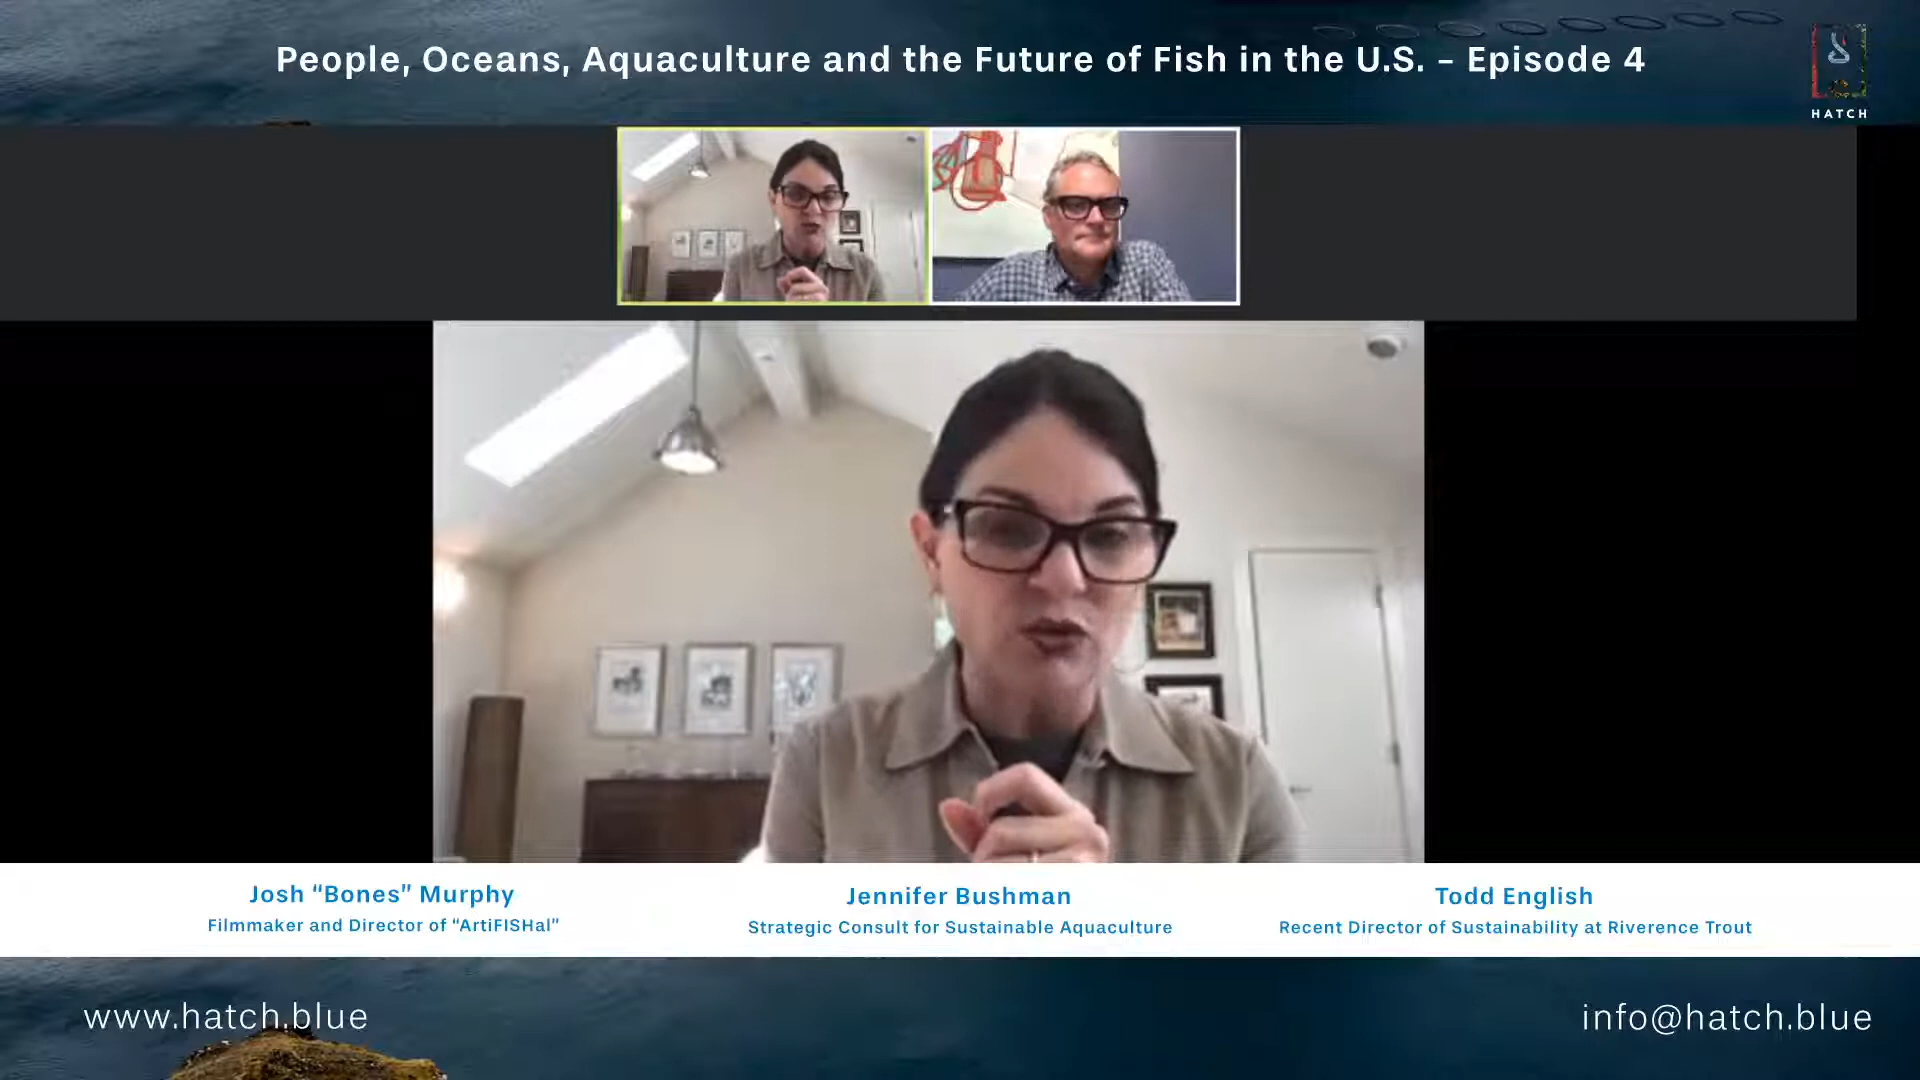 People, Oceans, Aquaculture and the Future of Fish in the U.S. – Episode 4
HATCH
Josh “Bones” Murphy
Filmmaker and Director of “ArtiFISHal”
Jennifer Bushman
Strategic Consult for Sustainable Aquaculture
Todd English
Recent Director of Sustainability at Riverence Trout
www.hatch.blue
info@hatch.blue